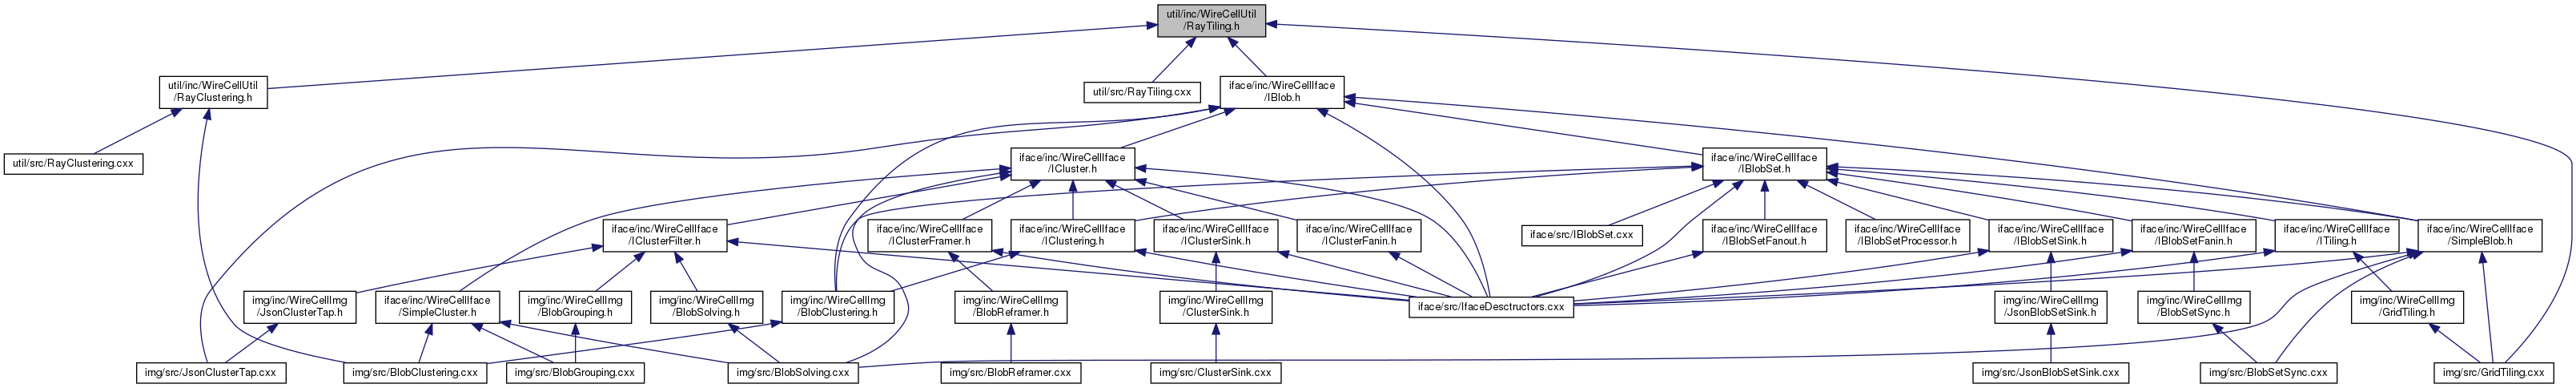 util/inc/WireCellUtil
/RayTiling.h
util/inc/WireCellUtil
/RayClustering.h
util/src/RayTiling.cxx
iface/inc/WireCellIface
/IBlob.h
util/src/RayClustering.cxx
iface/inc/WireCellIface
/ICluster.h
iface/inc/WireCellIface
/IBlobSet.h
iface/inc/WireCellIface
/IClusterFilter.h
iface/inc/WireCellIface
/IClusterFramer.h
iface/inc/WireCellIface
/IClustering.h
iface/inc/WireCellIface
/IClusterSink.h
iface/inc/WireCellIface
/IClusterFanin.h
iface/src/IBlobSet.cxx
iface/inc/WireCellIface
/IBlobSetFanout.h
iface/inc/WireCellIface
/IBlobSetProcessor.h
iface/inc/WireCellIface
/IBlobSetSink.h
iface/inc/WireCellIface
/IBlobSetFanin.h
iface/inc/WireCellIface
/ITiling.h
iface/inc/WireCellIface
/SimpleBlob.h
img/inc/WireCellImg
/JsonClusterTap.h
iface/inc/WireCellIface
/SimpleCluster.h
img/inc/WireCellImg
/BlobGrouping.h
img/inc/WireCellImg
/BlobSolving.h
img/inc/WireCellImg
/BlobClustering.h
img/inc/WireCellImg
/BlobReframer.h
img/inc/WireCellImg
/ClusterSink.h
iface/src/IfaceDesctructors.cxx
img/inc/WireCellImg
/JsonBlobSetSink.h
img/inc/WireCellImg
/BlobSetSync.h
img/inc/WireCellImg
/GridTiling.h
img/src/JsonClusterTap.cxx
img/src/BlobClustering.cxx
img/src/BlobGrouping.cxx
img/src/BlobSolving.cxx
img/src/BlobReframer.cxx
img/src/ClusterSink.cxx
img/src/JsonBlobSetSink.cxx
img/src/BlobSetSync.cxx
img/src/GridTiling.cxx